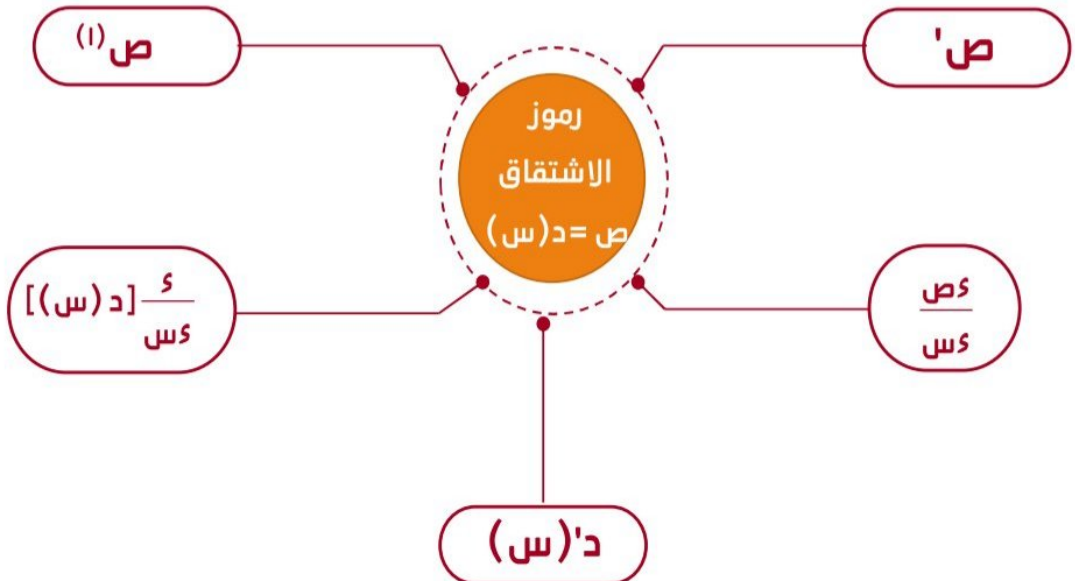 رموز
الاشتقاق
ص =د(س)
ص'
ص⁽¹⁾
ءص
ءس
ء
ءس
[د (س)]
د'(س)